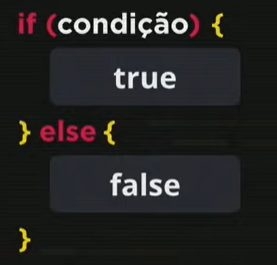 if (condição) {
true
} else {
false
}